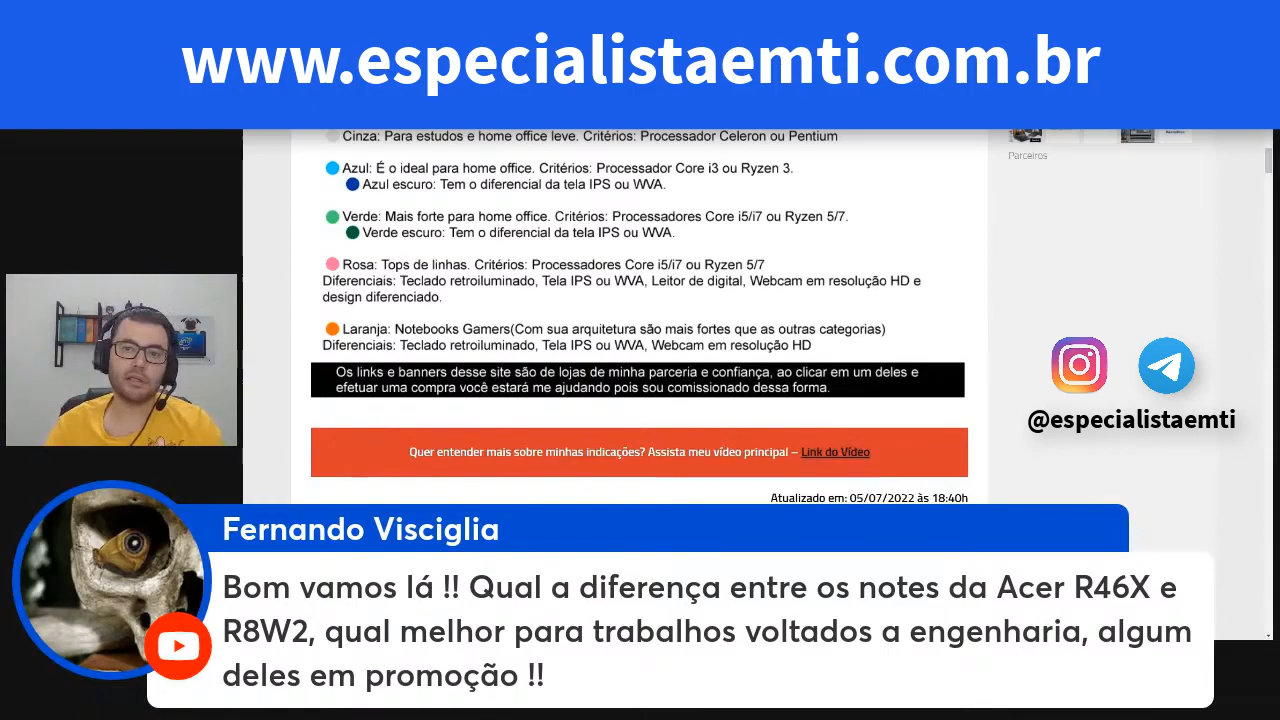 www.especialistaemti.com.br
Cinza: Para estudos e home office leve. Critérios: Processador Celeron ou Pentium
Parceiros
Azul: É o ideal para home office. Critérios: Processador Core i3 ou Ryzen 3.
Azul escuro: Tem o diferencial da tela IPS ou WVA.
Verde: Mais forte para home office. Critérios: Processadores Core i5/i7 ou Ryzen 5/7.
Verde escuro: Tem o diferencial da tela IPS ou WVA.
Rosa: Tops de linhas. Critérios: Processadores Core i5/i7 ou Ryzen 5/7
Diferenciais: Teclado retroiluminado, Tela IPS ou WVA, Leitor de digital, Webcam em resolução HD e
design diferenciado.
Laranja: Notebooks Gamers(Com sua arquitetura são mais fortes que as outras categorias)
Diferenciais: Teclado retroiluminado, Tela IPS ou WVA, Webcam em resolução HD
Os links e banners desse site são de lojas de minha parceria e confiança, ao clicar em um deles e
efetuar uma compra você estará me ajudando pois sou comissionado dessa forma.
@especialistaemti
Quer entender mais sobre minhas indicações? Assista meu vídeo principal – Link do Vídeo
Atualizado em: 05/07/2022 às 18:40h
Fernando Visciglia
Bom vamos lá !! Qual a diferença entre os notes da Acer R46X e
R8W2, qual melhor para trabalhos voltados a engenharia, algum
deles em promoção !!